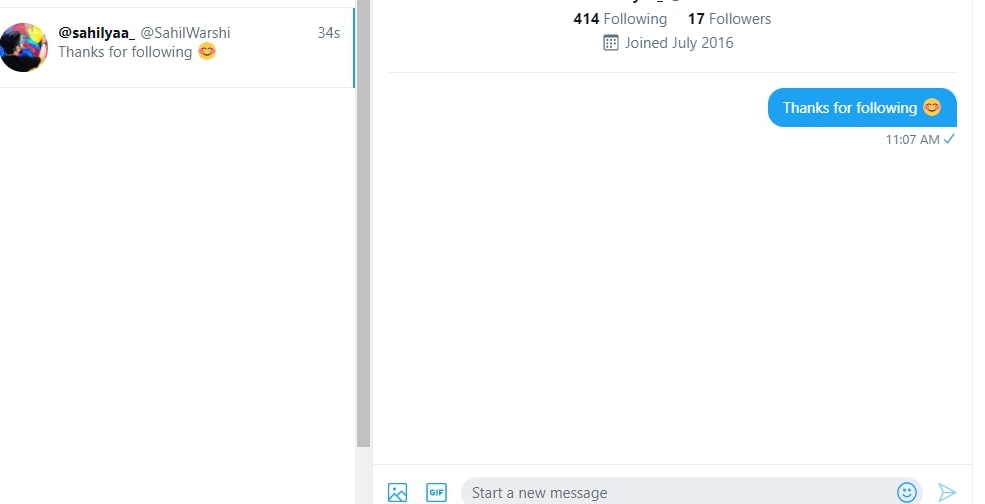 @sahilyaa_ @SahilWarshi 34s
Thanks for following 😊
414 Following 17 Followers
Joined July 2016
Thanks for following 😊
11:07 AM ✓
GIF
Start a new message